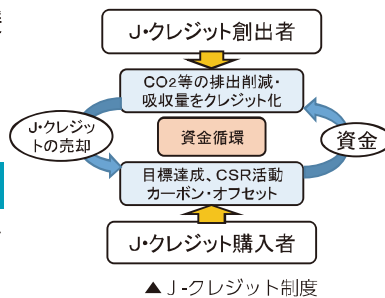 J・クレジット創出者
CO2等の排出削減・
吸収量をクレジット化
J・クレジッ
トの売却
資金循環
資金
目標達成、CSR活動
カーボン・オフセット
J・クレジット購入者
▲J-クレジット制度